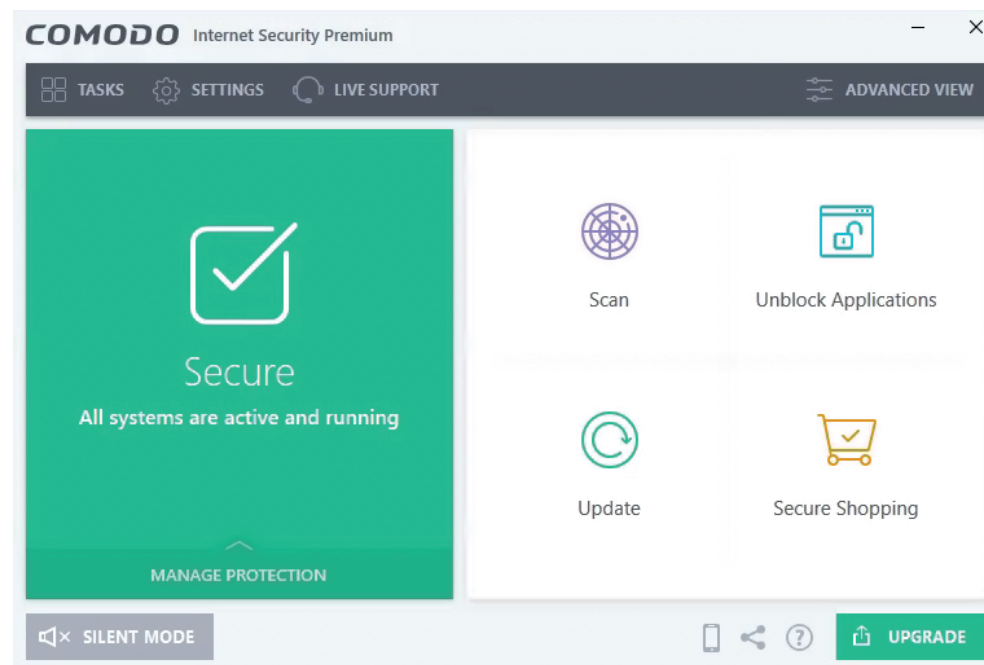 COMODO Internet Security Premium
TASKS SETTINGS LIVE SUPPORT ADVANCED VIEW
Secure
All systems are active and running
MANAGE PROTECTION
Scan
Unblock Applications
Update
Secure Shopping
SILENT MODE
?
UPGRADE